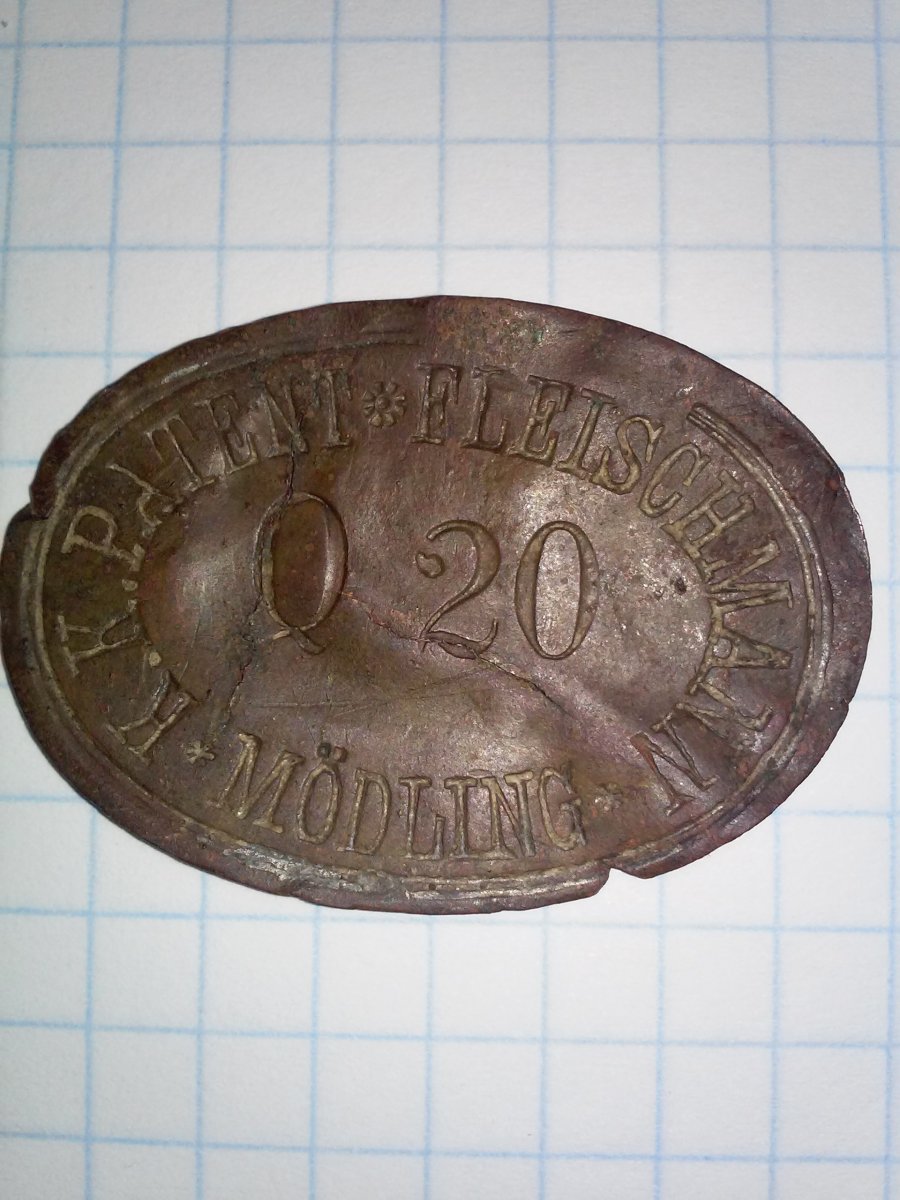 K. K. PATENT * FLEISCHMANN
Q 20
* MÖDLING *